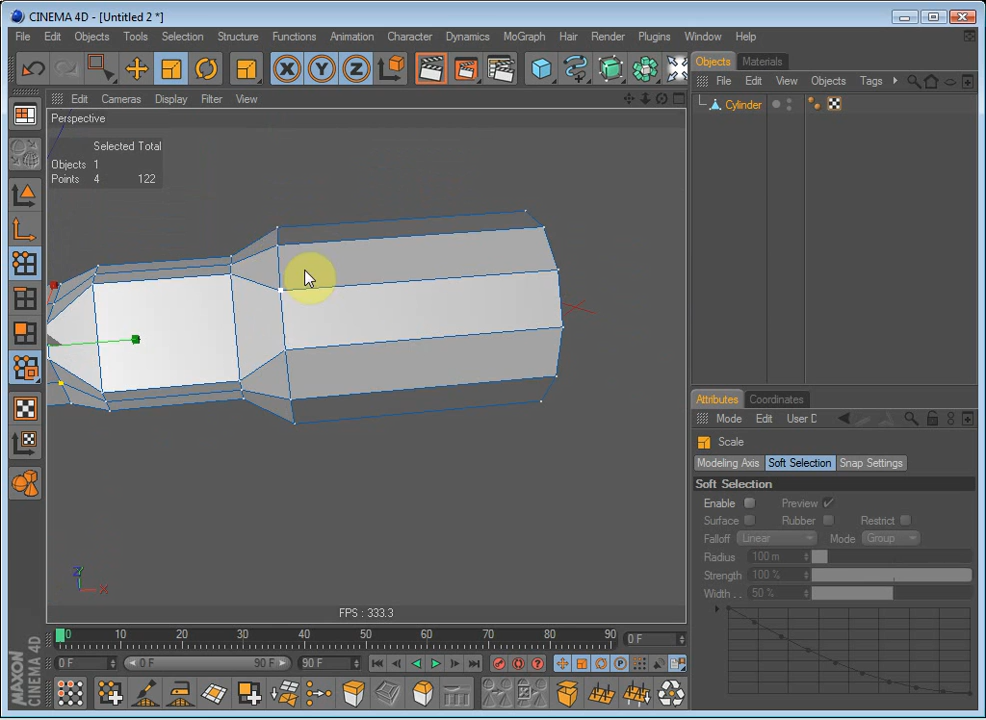 CINEMA 4D - [Untitled 2 *]
File Edit Objects Tools Selection Structure Functions Animation Character Dynamics MoGraph Hair Render Plugins Window Help
X Y Z
Objects Materials
File Edit View Objects Tags
Cylinder
Edit Cameras Display Filter View
Perspective
Selected Total
Objects 1
Points 4 122
Attributes Coordinates
Mode Edit User D
Scale
Modeling Axis Soft Selection Snap Settings
Soft Selection
Enable Preview
Surface Rubber Restrict
Falloff Linear Mode Group
Radius 100 m
Strength 100 %
Width . . 50 %
Z X
FPS : 333.3
0 10 20 30 40 50 60 70 80 90 0 F
0 F 0 F 90 F 90 F
P
MAXON
CINEMA 4D